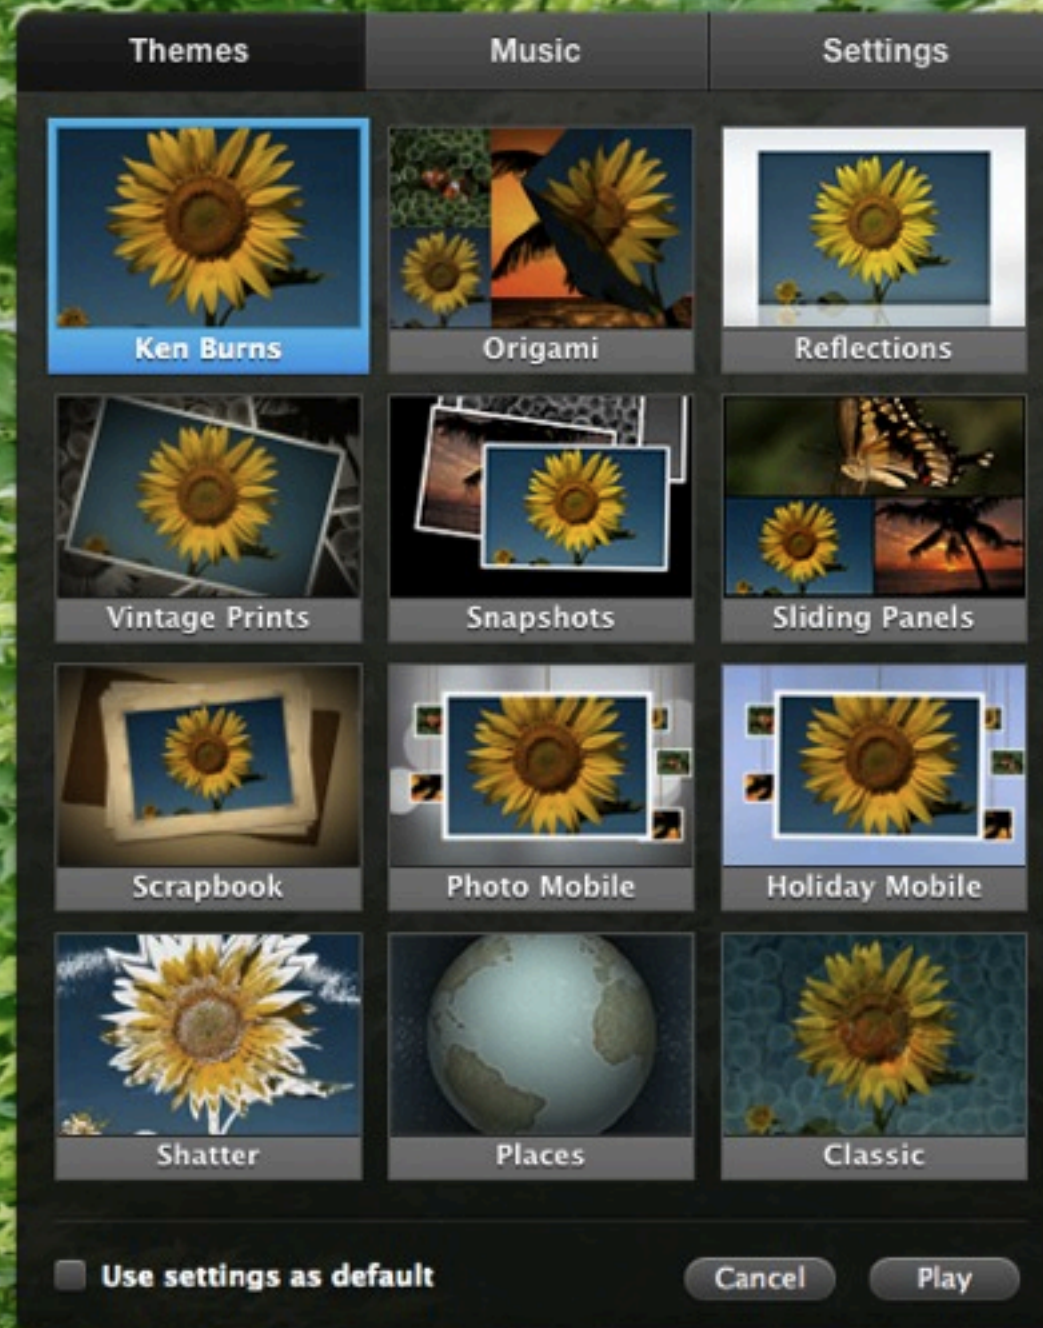 Themes Music Settings
Ken Burns Origami Reflections
Vintage Prints Snapshots Sliding Panels
Scrapbook Photo Mobile Holiday Mobile
Shatter Places Classic
Use settings as default Cancel Play